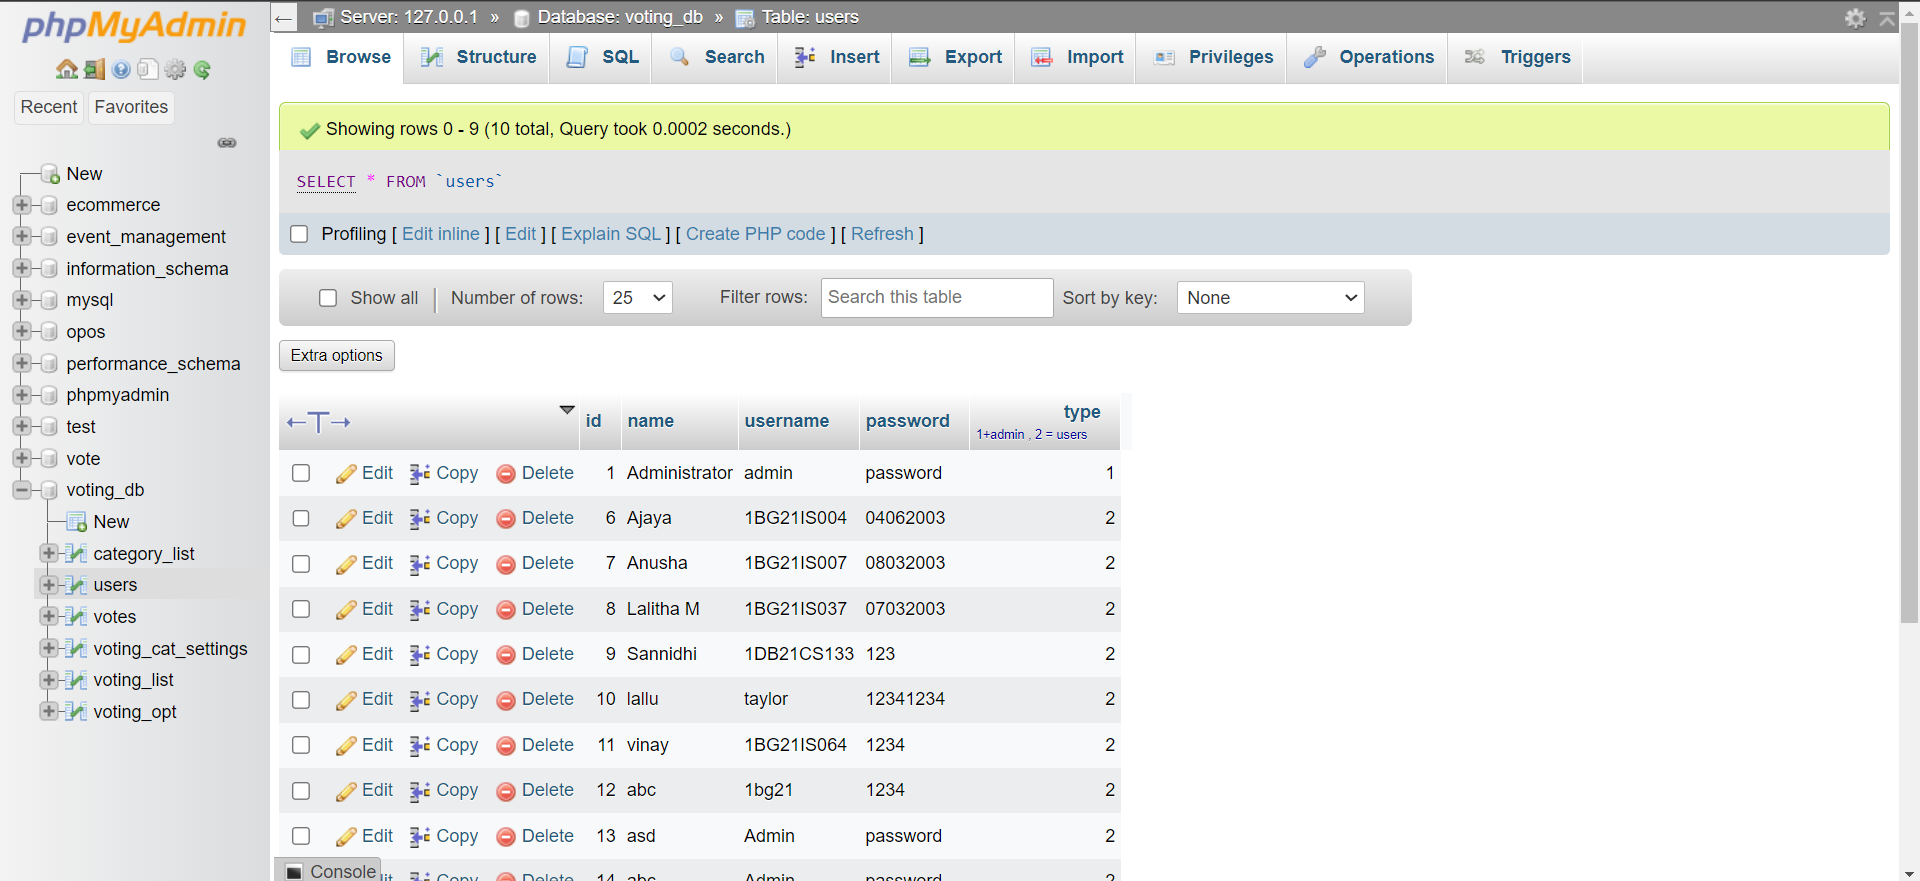 phpMyAdmin
Recent Favorites
New
ecommerce
event_management
information_schema
mysql
opos
performance_schema
phpmyadmin
test
vote
voting_db
New
category_list
users
votes
voting_cat_settings
voting_list
voting_opt
← Server: 127.0.0.1 » Database: voting_db » Table: users
Browse Structure SQL Search Insert Export Import Privileges Operations Triggers
Showing rows 0 - 9 (10 total, Query took 0.0002 seconds.)
SELECT * FROM `users`
Profiling [ Edit inline ] [ Edit ] [ Explain SQL ] [ Create PHP code ] [ Refresh ]
Show all | Number of rows: 25 Filter rows: Search this table Sort by key: None
Extra options
←T→ id name username password type
1+admin , 2 = users
Edit Copy Delete 1 Administrator admin password 1
Edit Copy Delete 6 Ajaya 1BG21IS004 04062003 2
Edit Copy Delete 7 Anusha 1BG21IS007 08032003 2
Edit Copy Delete 8 Lalitha M 1BG21IS037 07032003 2
Edit Copy Delete 9 Sannidhi 1DB21CS133 123 2
Edit Copy Delete 10 lallu taylor 12341234 2
Edit Copy Delete 11 vinay 1BG21IS064 1234 2
Edit Copy Delete 12 abc 1bg21 1234 2
Edit Copy Delete 13 asd Admin password 2
Copy Delete 14 abc Admin password 2
Console